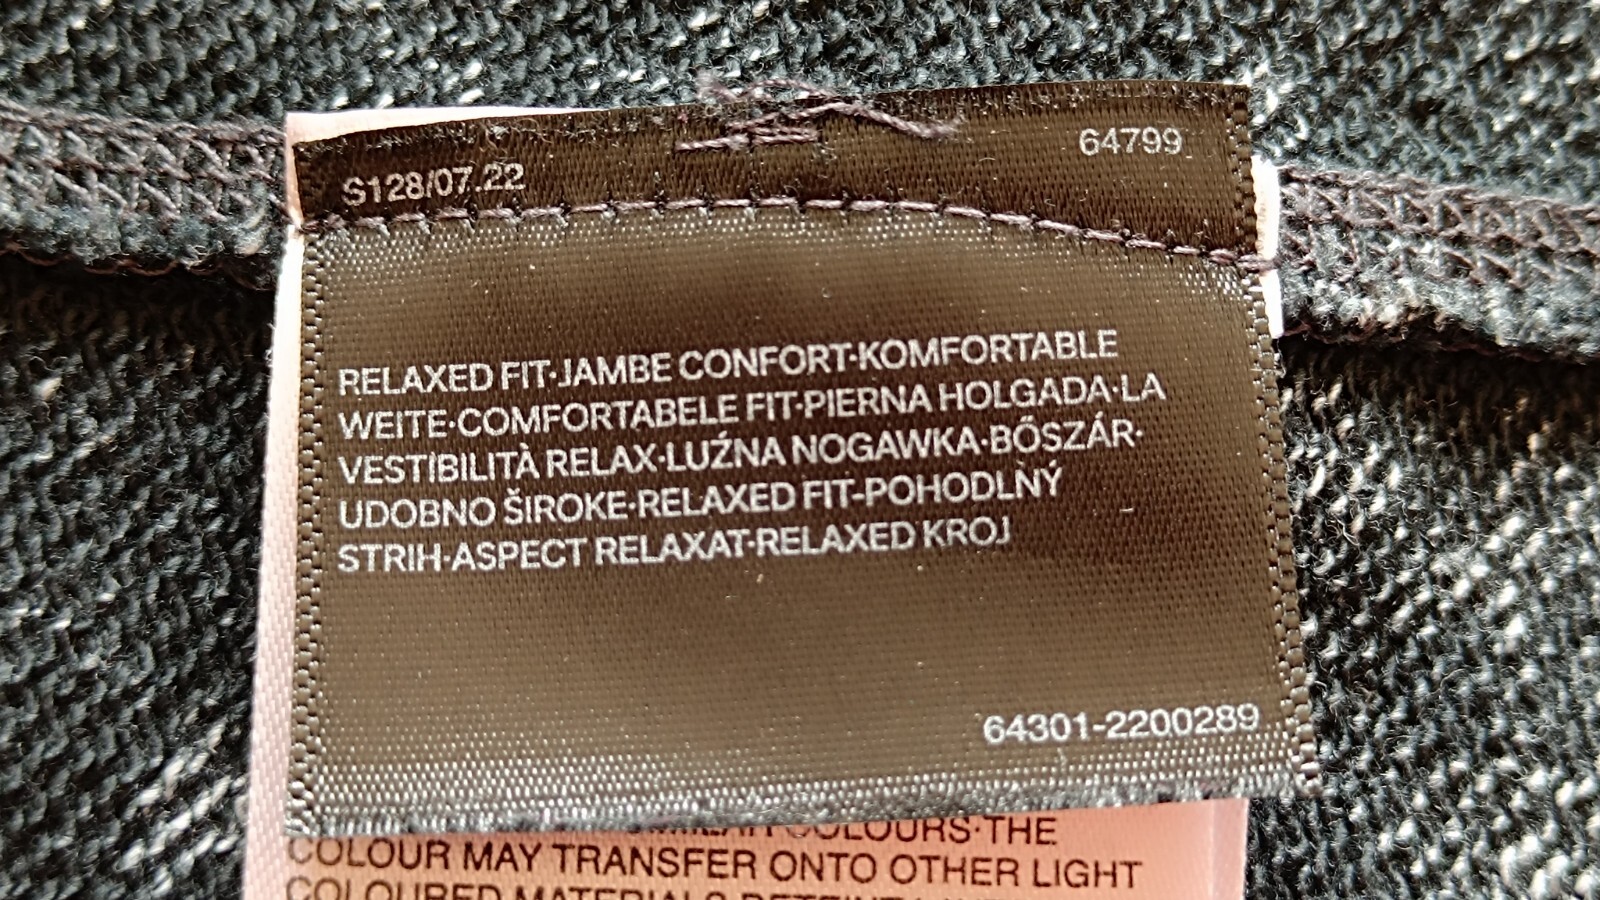 S128/07.22
64799
RELAXED FIT·JAMBE CONFORT·KOMFORTABLE
WEITE·COMFORTABELE FIT·PIERNA HOLGADA·LA
VESTIBILITÀ RELAX·LUŹNA NOGAWKA·BŐSZÁR·
UDOBNO ŠIROKE·RELAXED FIT-POHODLNÝ
STRIH·ASPECT RELAXAT·RELAXED KROJ
64301-2200289
COLOURS·THE
COLOUR MAY TRANSFER ONTO OTHER LIGHT
COLOURED MATERIALS